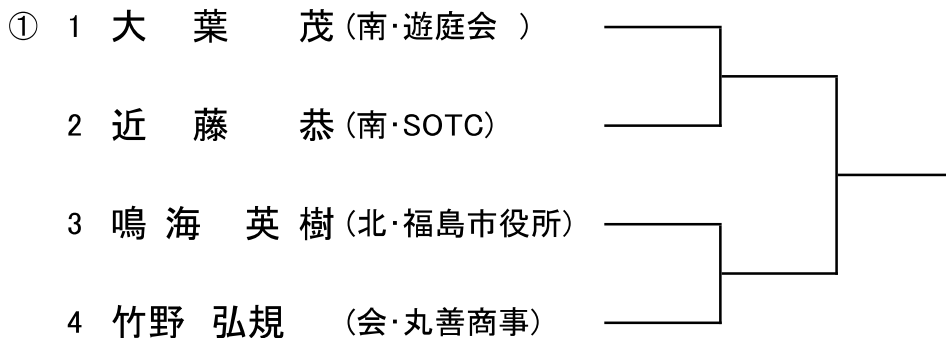 ① 1 大 葉 茂 (南・遊庭会 )
2 近 藤 恭 (南・SOTC)
3 鳴 海 英 樹 (北・福島市役所)
4 竹野 弘規 (会・丸善商事)